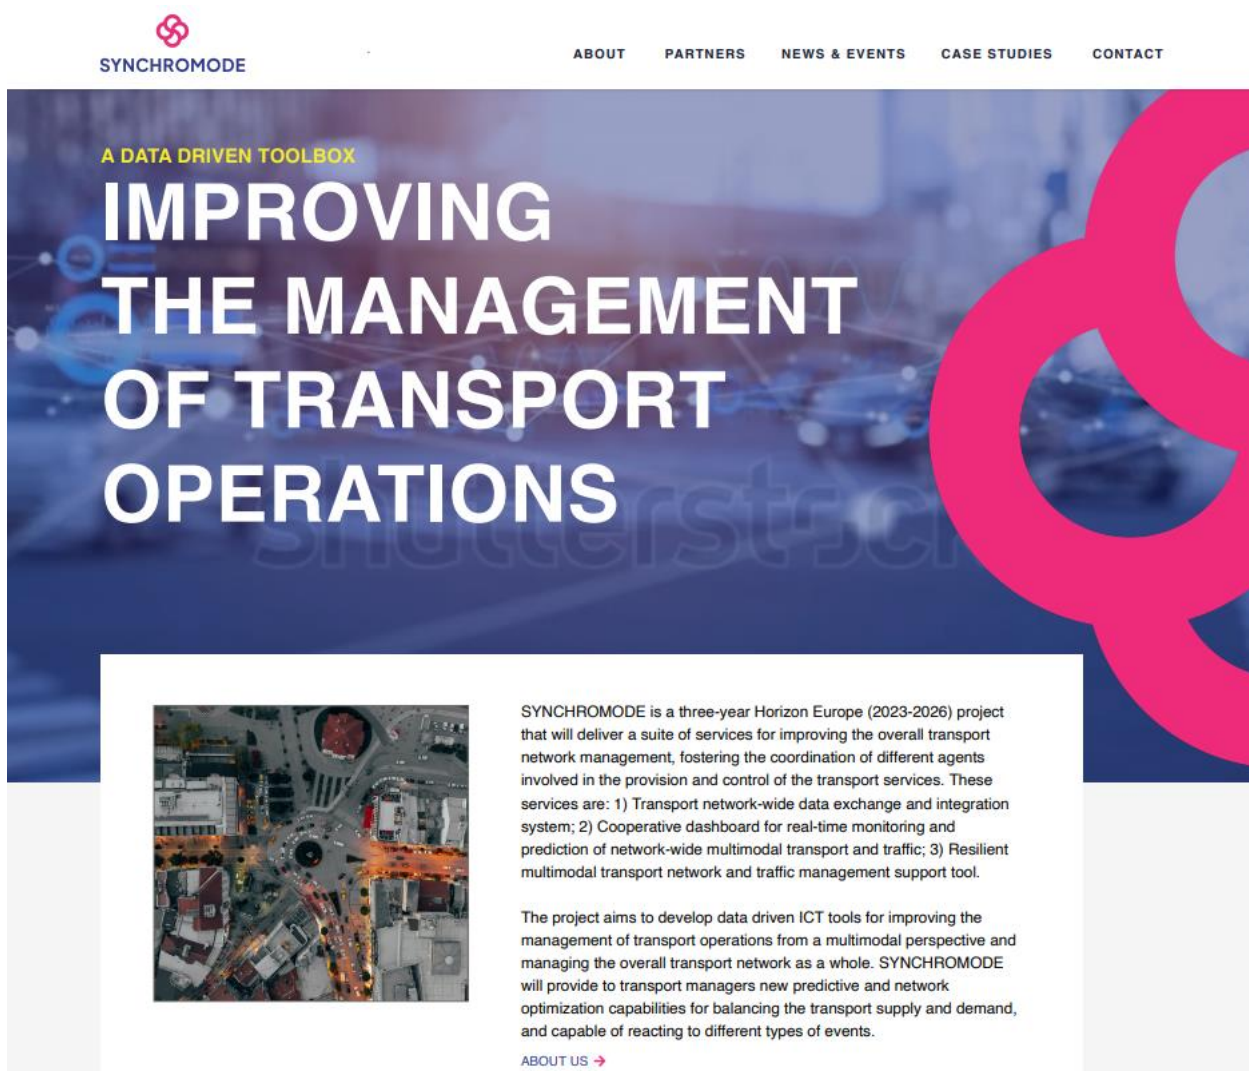 SYNCHROMODE
ABOUT PARTNERS NEWS & EVENTS CASE STUDIES CONTACT
A DATA DRIVEN TOOLBOX
IMPROVING
THE MANAGEMENT
OF TRANSPORT
OPERATIONS
shutterstock
SYNCHROMODE is a three-year Horizon Europe (2023-2026) project
that will deliver a suite of services for improving the overall transport
network management, fostering the coordination of different agents
involved in the provision and control of the transport services. These
services are: 1) Transport network-wide data exchange and integration
system; 2) Cooperative dashboard for real-time monitoring and
prediction of network-wide multimodal transport and traffic; 3) Resilient
multimodal transport network and traffic management support tool.
The project aims to develop data driven ICT tools for improving the
management of transport operations from a multimodal perspective and
managing the overall transport network as a whole. SYNCHROMODE
will provide to transport managers new predictive and network
optimization capabilities for balancing the transport supply and demand,
and capable of reacting to different types of events.
ABOUT US →